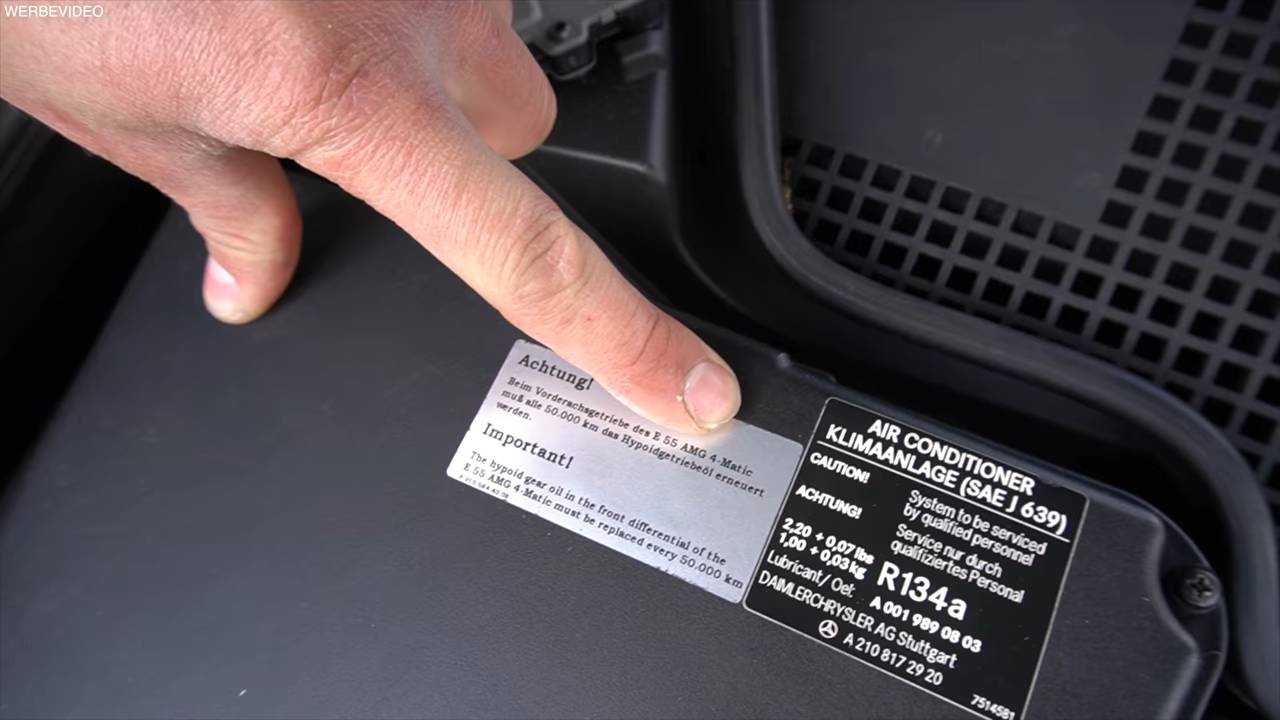 WERBEVIDEO
Achtung!
Beim Vorderachsgetriebe des E 55 AMG 4-Matic
muß alle 50.000 km das Hypoidgetriebeöl erneuert
werden.
Important!
The hypoid gear oil in the front differential of the
E 55 AMG 4-Matic must be replaced every 50.000 km
AIR CONDITIONER
KLIMAANLAGE (SAE J 639)
CAUTION!
System to be serviced
by qualified personnel
ACHTUNG!
Service nur durch
qualifiziertes Personal
2,20 + 0,07 lbs
1,00 + 0,03 kg
R134a
Lubricant/ Oel:
A 001 989 08 03
DAIMLERCHRYSLER AG Stuttgart
A 210 817 29 20
7514581